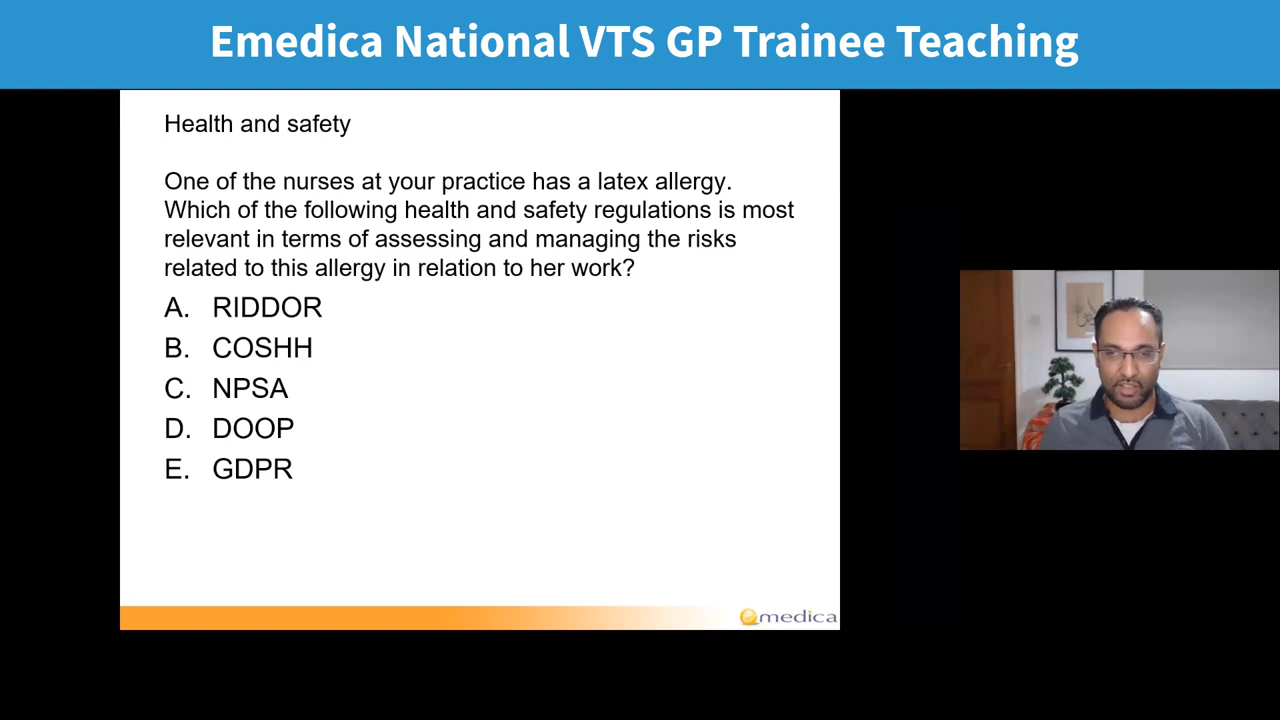 Emedica National VTS GP Trainee Teaching
Health and safety
One of the nurses at your practice has a latex allergy.
Which of the following health and safety regulations is most
relevant in terms of assessing and managing the risks
related to this allergy in relation to her work?
A. RIDDOR
B. COSHH
C. NPSA
D. DOOP
E. GDPR
emedica